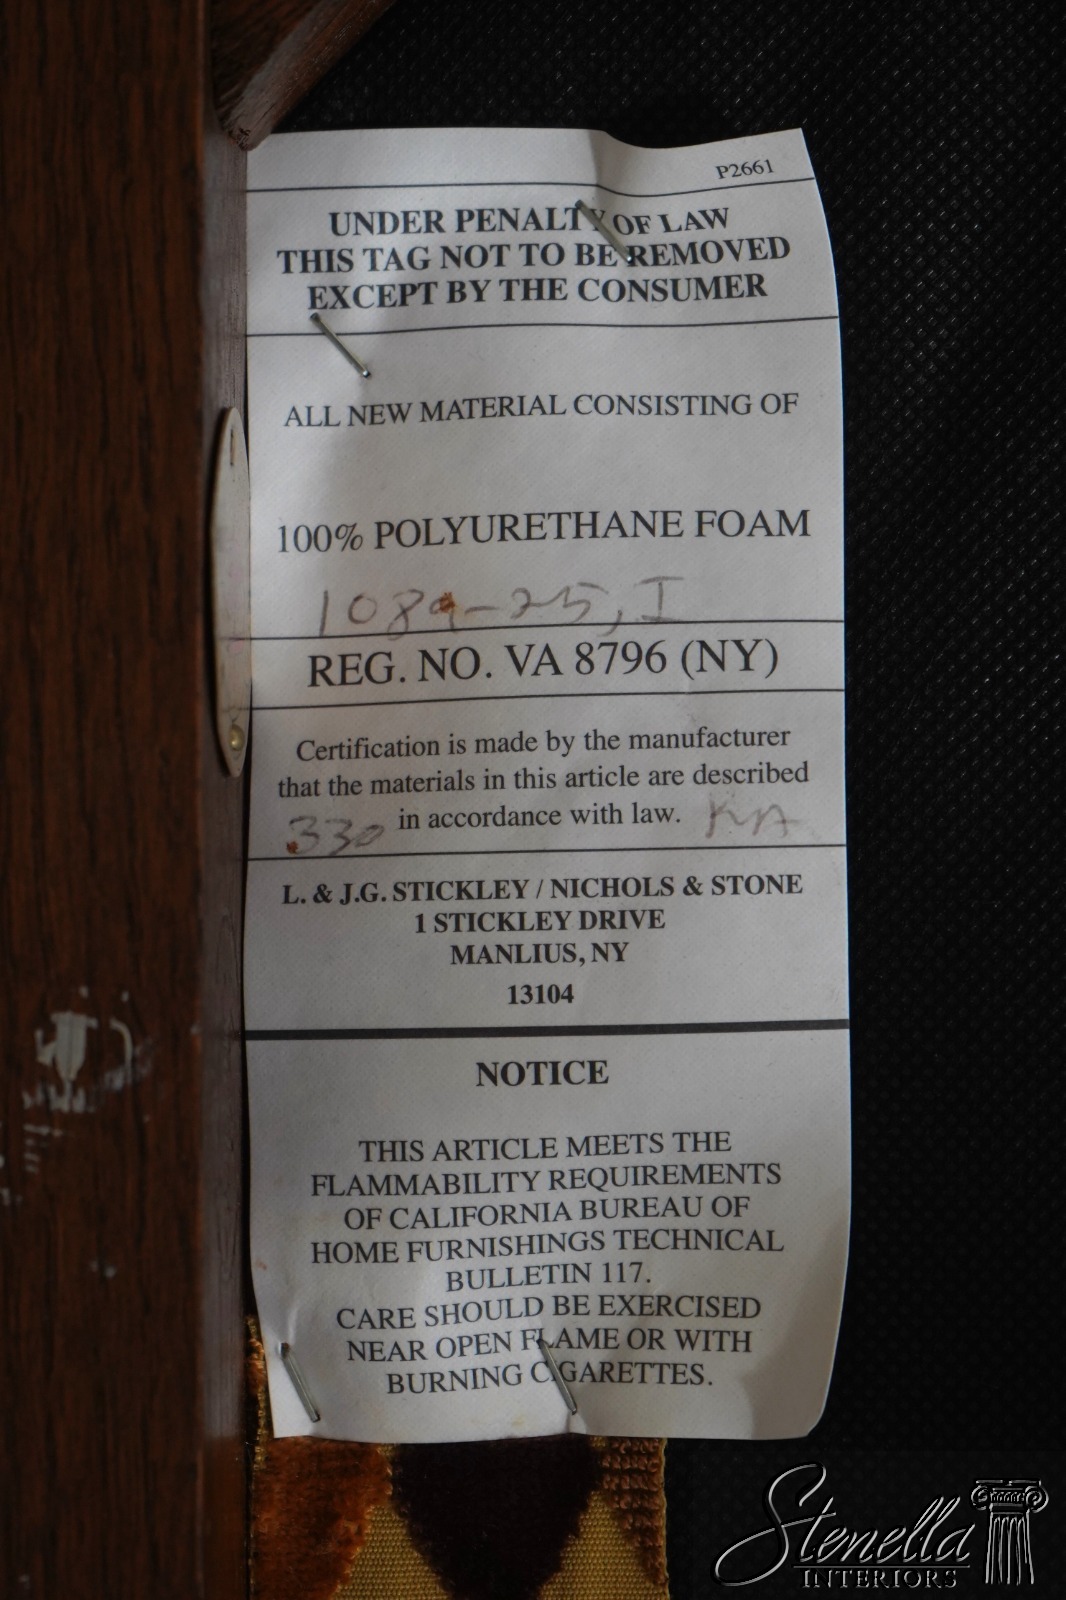 P2661
UNDER PENALTY OF LAW
THIS TAG NOT TO BE REMOVED
EXCEPT BY THE CONSUMER
ALL NEW MATERIAL CONSISTING OF
100% POLYURETHANE FOAM
1089-25, I
REG. NO. VA 8796 (NY)
Certification is made by the manufacturer
that the materials in this article are described
in accordance with law.
330
L. & J.G. STICKLEY / NICHOLS & STONE
1 STICKLEY DRIVE
MANLIUS, NY
13104
NOTICE
THIS ARTICLE MEETS THE
FLAMMABILITY REQUIREMENTS
OF CALIFORNIA BUREAU OF
HOME FURNISHINGS TECHNICAL
BULLETIN 117.
CARE SHOULD BE EXERCISED
NEAR OPEN FLAME OR WITH
BURNING CIGARETTES.
Stenella
INTERIORS